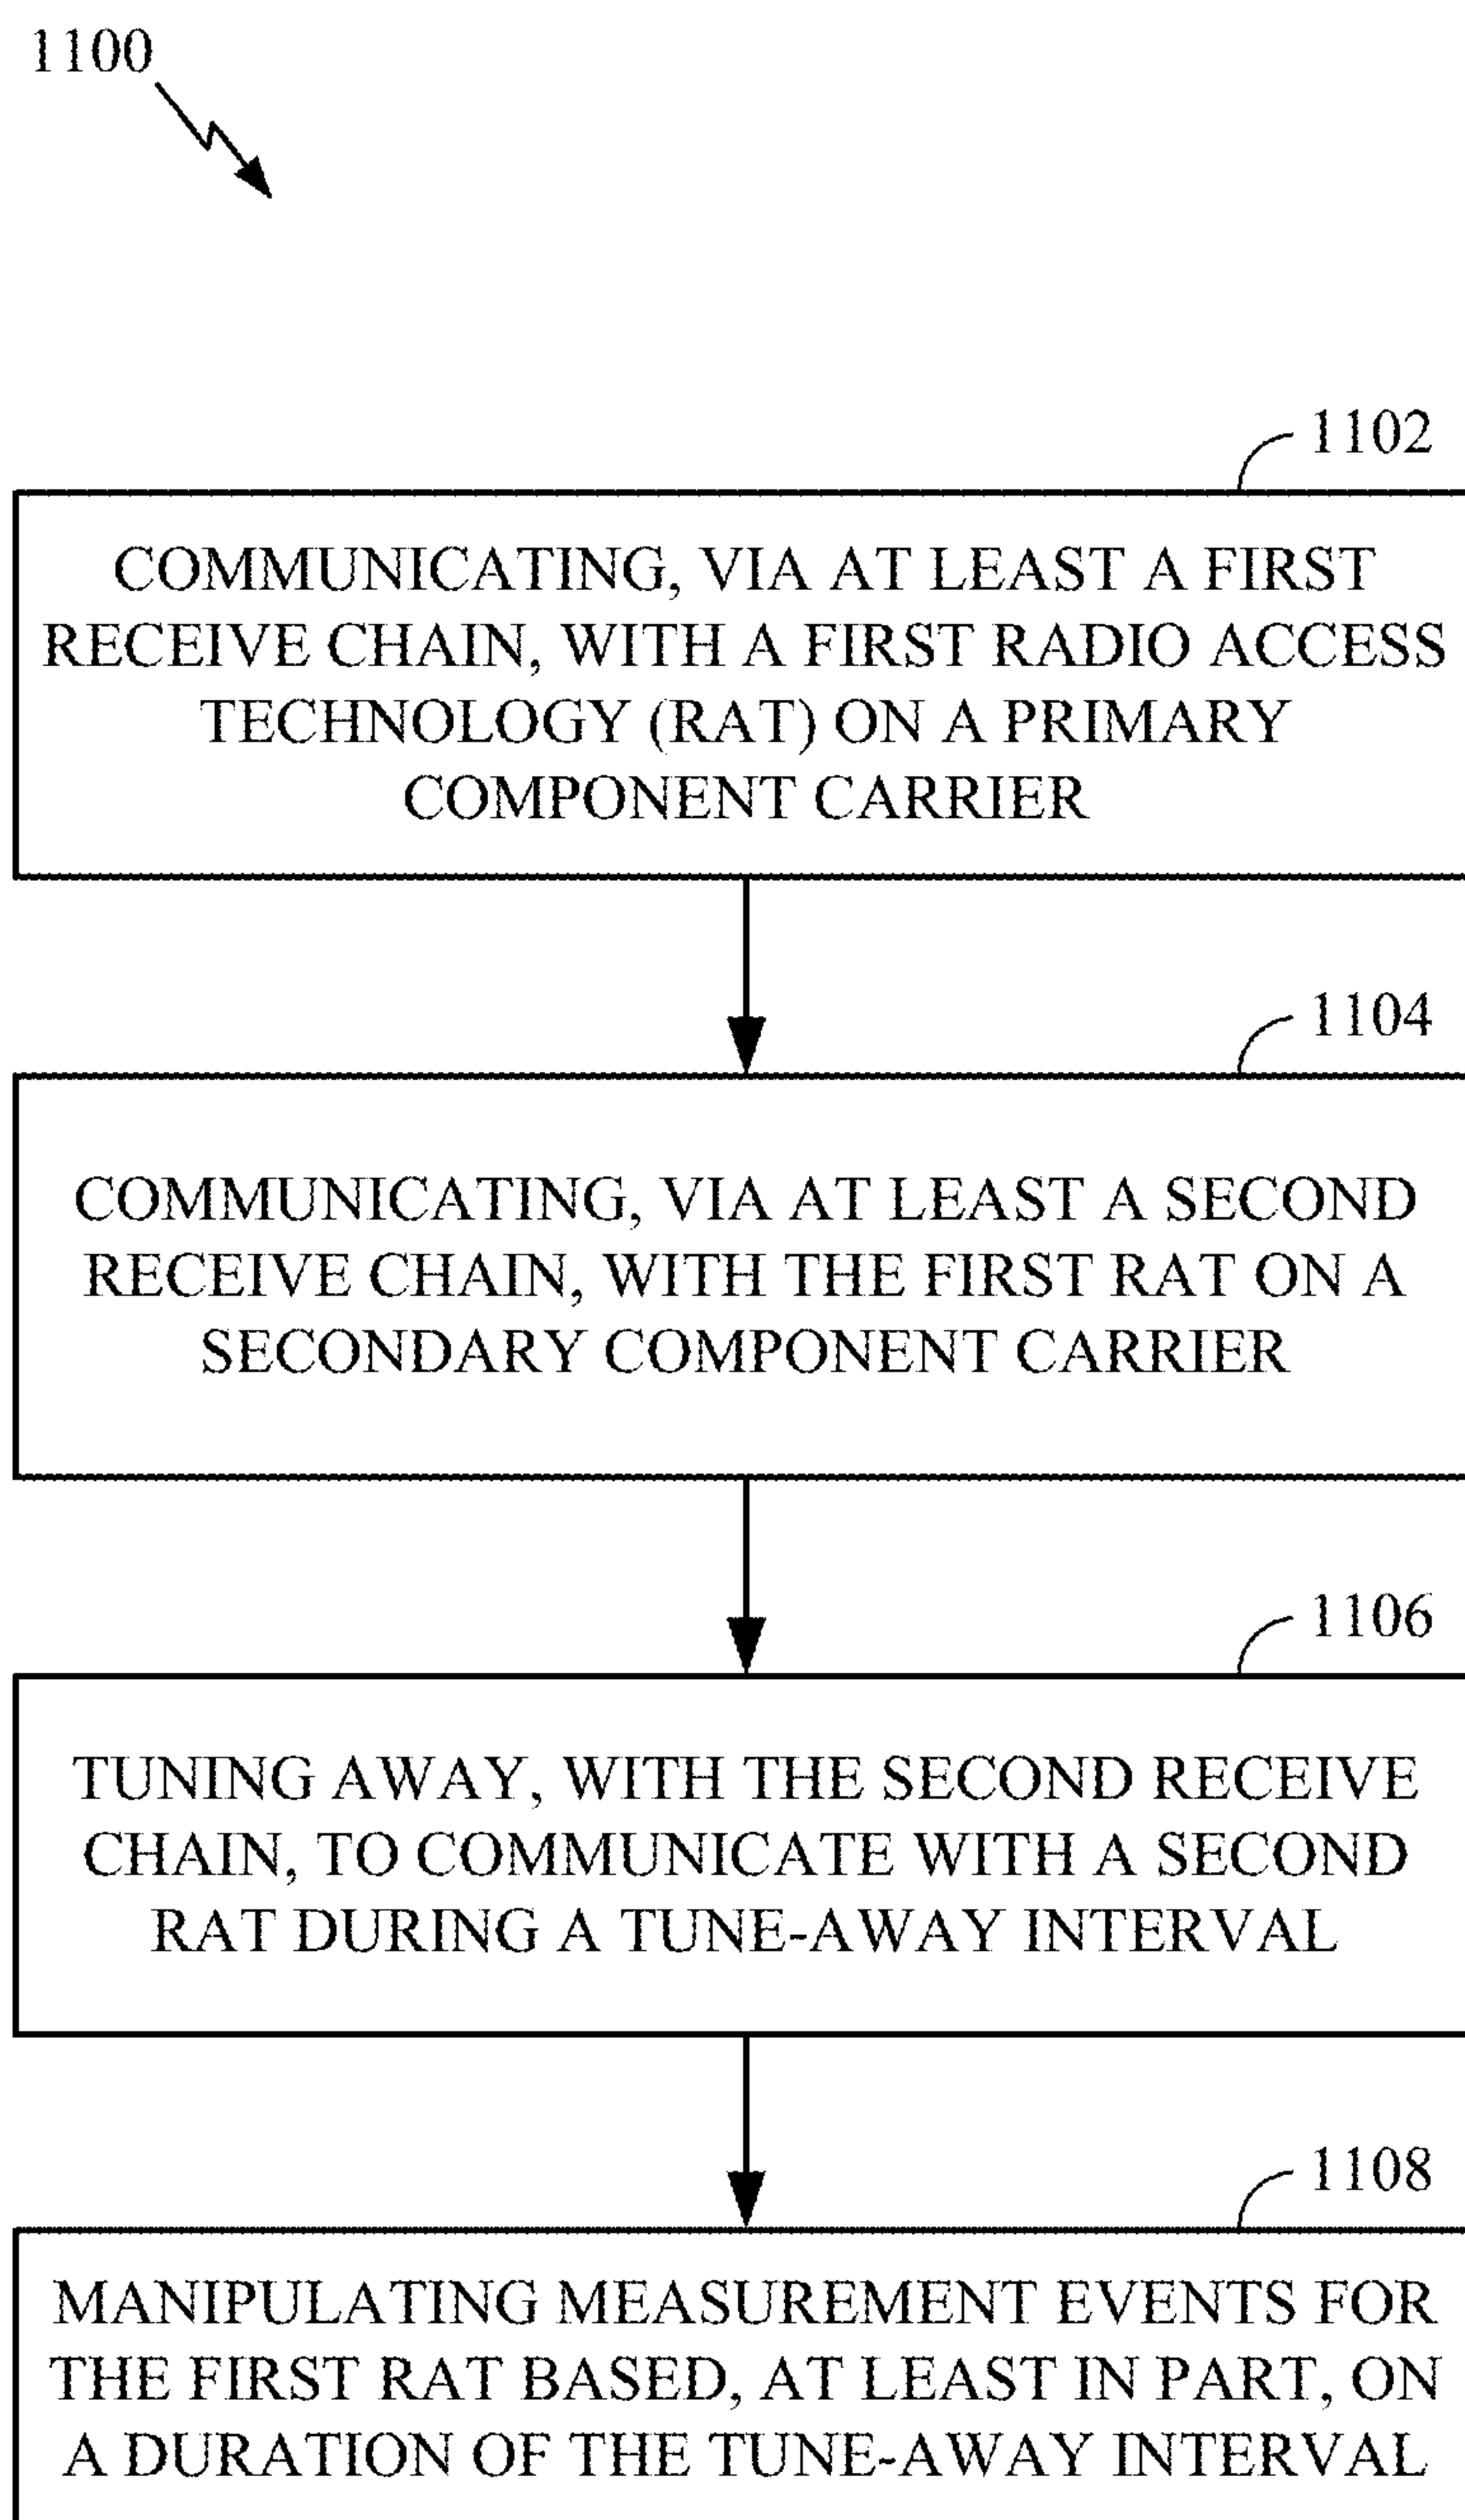 1100
1102
COMMUNICATING, VIA AT LEAST A FIRST
RECEIVE CHAIN, WITH A FIRST RADIO ACCESS
TECHNOLOGY (RAT) ON A PRIMARY
COMPONENT CARRIER
1104
COMMUNICATING, VIA AT LEAST A SECOND
RECEIVE CHAIN, WITH THE FIRST RAT ON A
SECONDARY COMPONENT CARRIER
1106
TUNING AWAY, WITH THE SECOND RECEIVE
CHAIN, TO COMMUNICATE WITH A SECOND
RAT DURING A TUNE-AWAY INTERVAL
1108
MANIPULATING MEASUREMENT EVENTS FOR
THE FIRST RAT BASED, AT LEAST IN PART, ON
A DURATION OF THE TUNE-AWAY INTERVAL